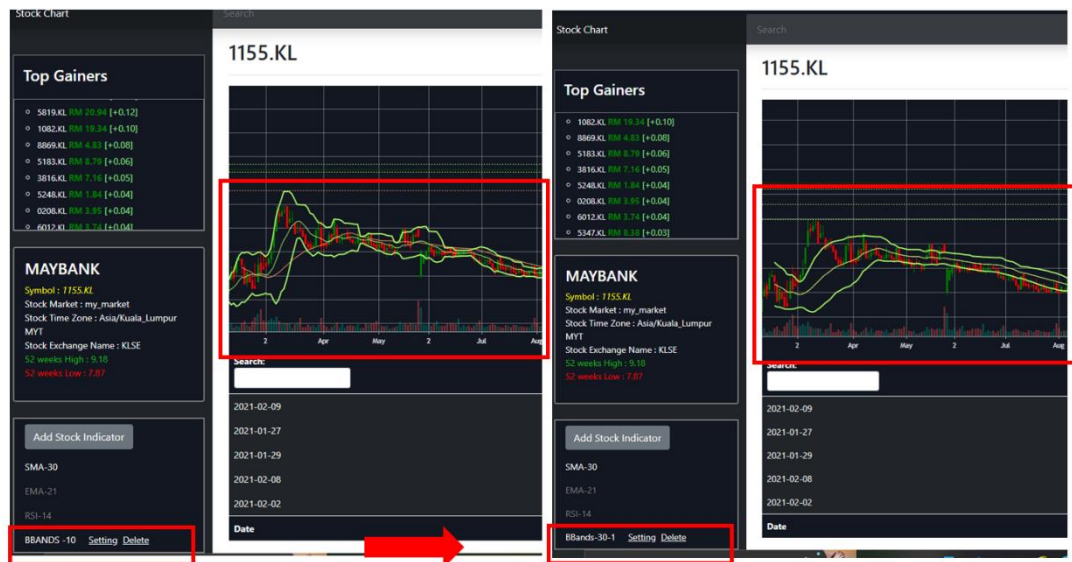 Stock Chart
Search
1155.KL
Top Gainers
5819.KL RM 20.94 [+0.12]
1082.KL RM 19.34 [+0.10]
8869.KL RM 4.83 [+0.08]
5183.KL RM 8.79 [+0.06]
3816.KL RM 7.16 [+0.05]
5248.KL RM 1.84 [+0.04]
0208.KL RM 3.95 [+0.04]
6012.KL RM 3.74 [+0.04]
MAYBANK
Symbol : 1155.KL
Stock Market : my_market
Stock Time Zone : Asia/Kuala_Lumpur
MYT
Stock Exchange Name : KLSE
52 weeks High : 9.18
52 weeks Low : 7.87
2 Apr May 2 Jul Aug
Search:
2021-02-09
2021-01-27
2021-01-29
2021-02-08
2021-02-02
Date
Add Stock Indicator
SMA-30
EMA-21
RSI-14
BBANDS -10 Setting Delete
Stock Chart
Search
1155.KL
Top Gainers
1082.KL RM 19.34 [+0.10]
8869.KL RM 4.83 [+0.08]
5183.KL RM 8.79 [+0.06]
3816.KL RM 7.16 [+0.05]
5248.KL RM 1.84 [+0.04]
0208.KL RM 3.95 [+0.04]
6012.KL RM 3.74 [+0.04]
5347.KL RM 8.38 [+0.03]
MAYBANK
Symbol : 1155.KL
Stock Market : my_market
Stock Time Zone : Asia/Kuala_Lumpur
MYT
Stock Exchange Name : KLSE
52 weeks High : 9.18
52 weeks Low : 7.87
2 Apr May 2 Jul Aug
Search:
2021-02-09
2021-01-27
2021-01-29
2021-02-08
2021-02-02
Date
Add Stock Indicator
SMA-30
EMA-21
RSI-14
BBands-30-1 Setting Delete